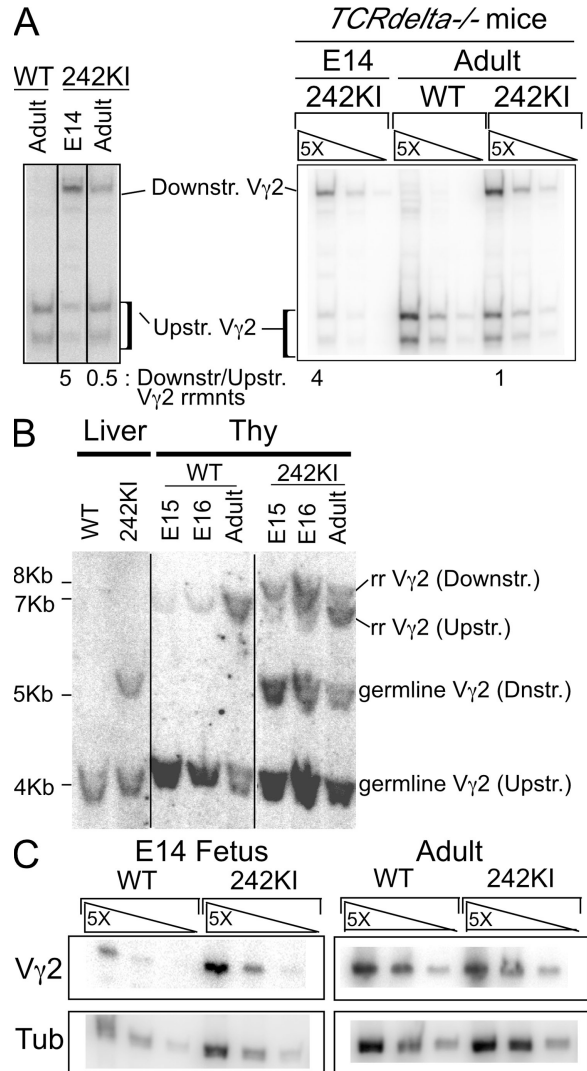 A
TCRdelta-/- mice
WT 242KI
E14 Adult
Adult E14 Adult
242KI WT 242KI
5X 5X 5X
Downstr. Vγ2
Upstr. Vγ2
5 0.5 : Downstr/Upstr. Vγ2 rrmnts
4 1
B
Liver Thy
WT 242KI
WT 242KI E15 E16 Adult E15 E16 Adult
8Kb
7Kb
5Kb
4Kb
rr Vγ2 (Downstr.)
rr Vγ2 (Upstr.)
germline Vγ2 (Dnstr.)
germline Vγ2 (Upstr.)
C
E14 Fetus Adult
WT 242KI WT 242KI
5X 5X 5X 5X
Vγ2
Tub